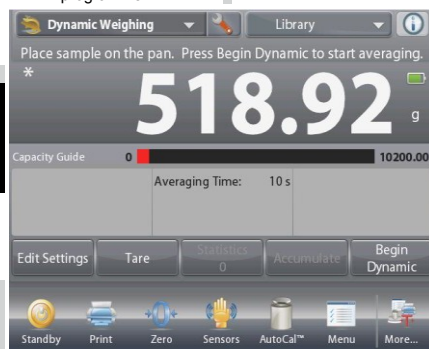 Dynamic Weighing
Library
Place sample on the pan. Press Begin Dynamic to start averaging.
*
518.92
g
Capacity Guide 0 10200.00
Averaging Time: 10 s
Edit Settings
Tare
Statistics
0
Accumulate
Begin
Dynamic
Standby
Print
Zero
Sensors
AutoCal™
Menu
More...